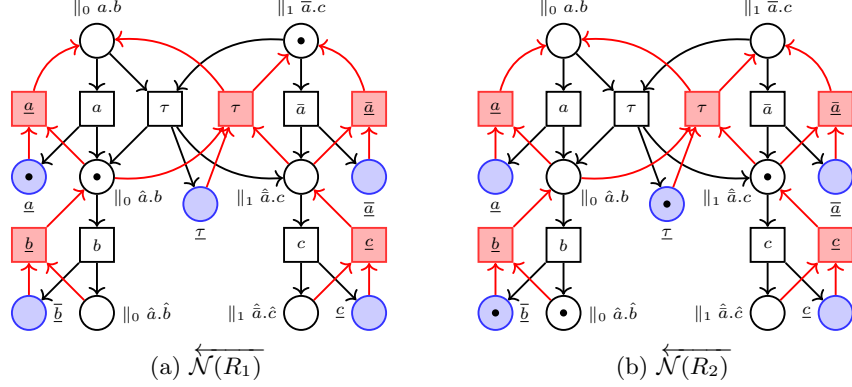 ∥₀ a.b ∥₁ a̅.c ∥₀ a.b ∥₁ a̅.c
a̲ a τ τ a̅ a̲̅ a̲ a τ τ a̅ a̲̅
a̲ ∥₀ â.b ∥₁ â̅.c a̲̅ a̲ ∥₀ â.b ∥₁ â̅.c a̲̅
τ̲ τ̲
b̲ b c c̲ b̲ b c c̲
b̲̅ ∥₀ â.b̂ ∥₁ â̅.ĉ c̲ b̲̅ ∥₀ â.b̂ ∥₁ â̅.ĉ c̲
(a) 𝒩(R₁) (b) 𝒩(R₂)